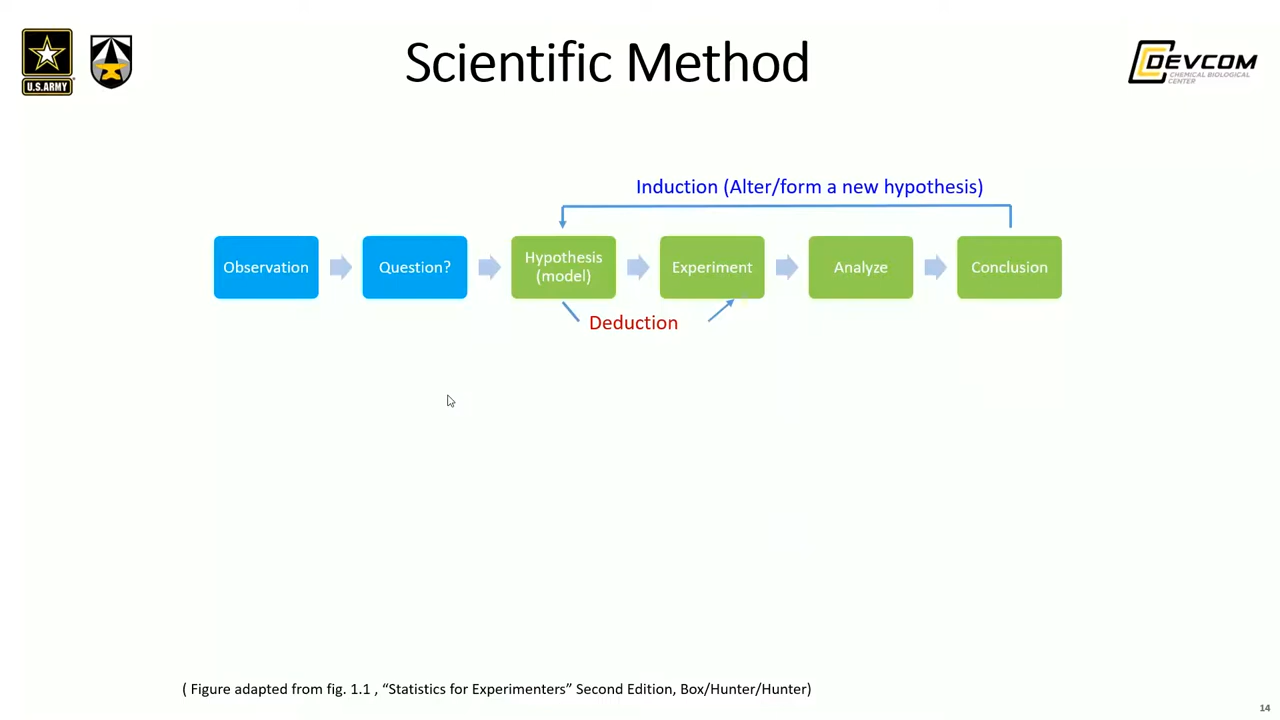 U.S.ARMY
Scientific Method
DEVCOM
CHEMICAL BIOLOGICAL
CENTER
Induction (Alter/form a new hypothesis)
Observation
Question?
Hypothesis
(model)
Experiment
Analyze
Conclusion
Deduction
( Figure adapted from fig. 1.1 , “Statistics for Experimenters” Second Edition, Box/Hunter/Hunter)
14